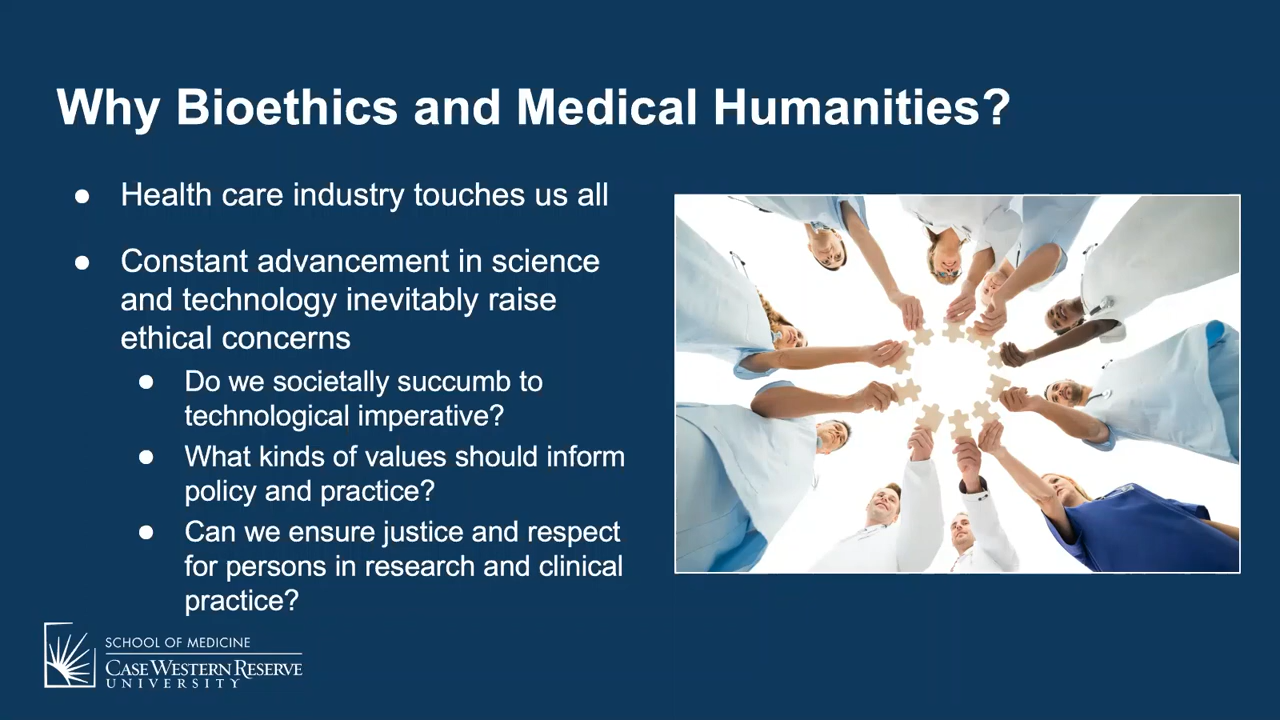 Why Bioethics and Medical Humanities?
● Health care industry touches us all
● Constant advancement in science
and technology inevitably raise
ethical concerns
● Do we societally succumb to
technological imperative?
● What kinds of values should inform
policy and practice?
● Can we ensure justice and respect
for persons in research and clinical
practice?
SCHOOL OF MEDICINE
CASE WESTERN RESERVE
UNIVERSITY